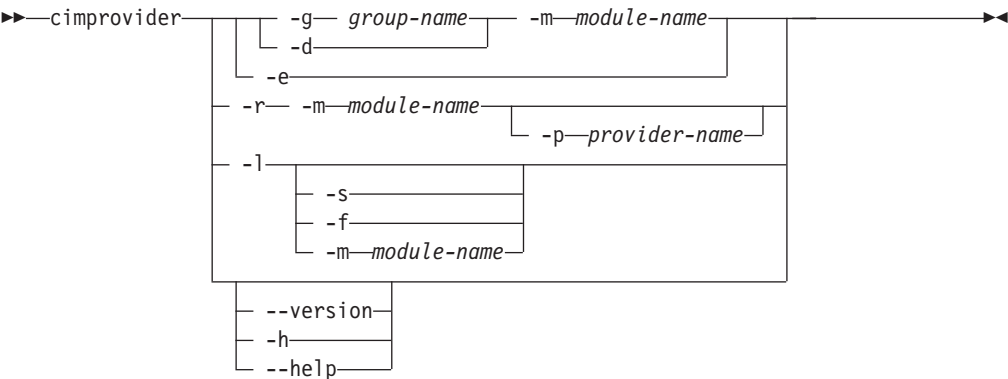 cimprovider -g group-name -m module-name
-d
-e
-r -m module-name
-p provider-name
-l
-s
-f
-m module-name
--version
-h
--help